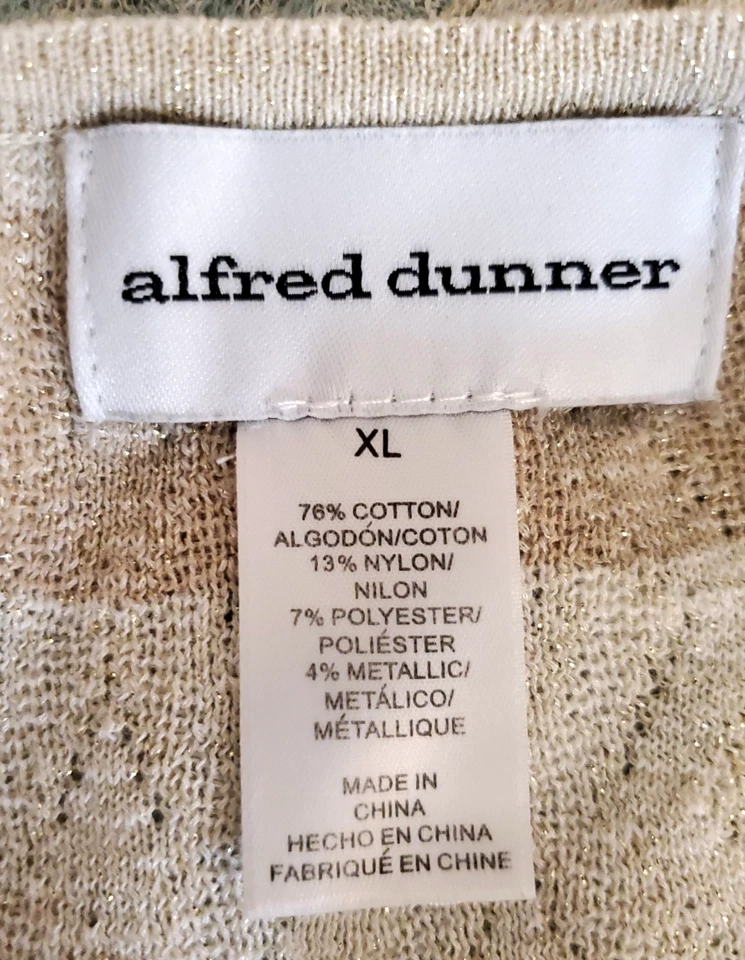 alfred dunner
XL
76% COTTON/
ALGODÓN/COTON
13% NYLON/
NILON
7% POLYESTER/
POLIÉSTER
4% METALLIC/
METÁLICO/
MÉTALLIQUE
MADE IN
CHINA
HECHO EN CHINA
FABRIQUÉ EN CHINE